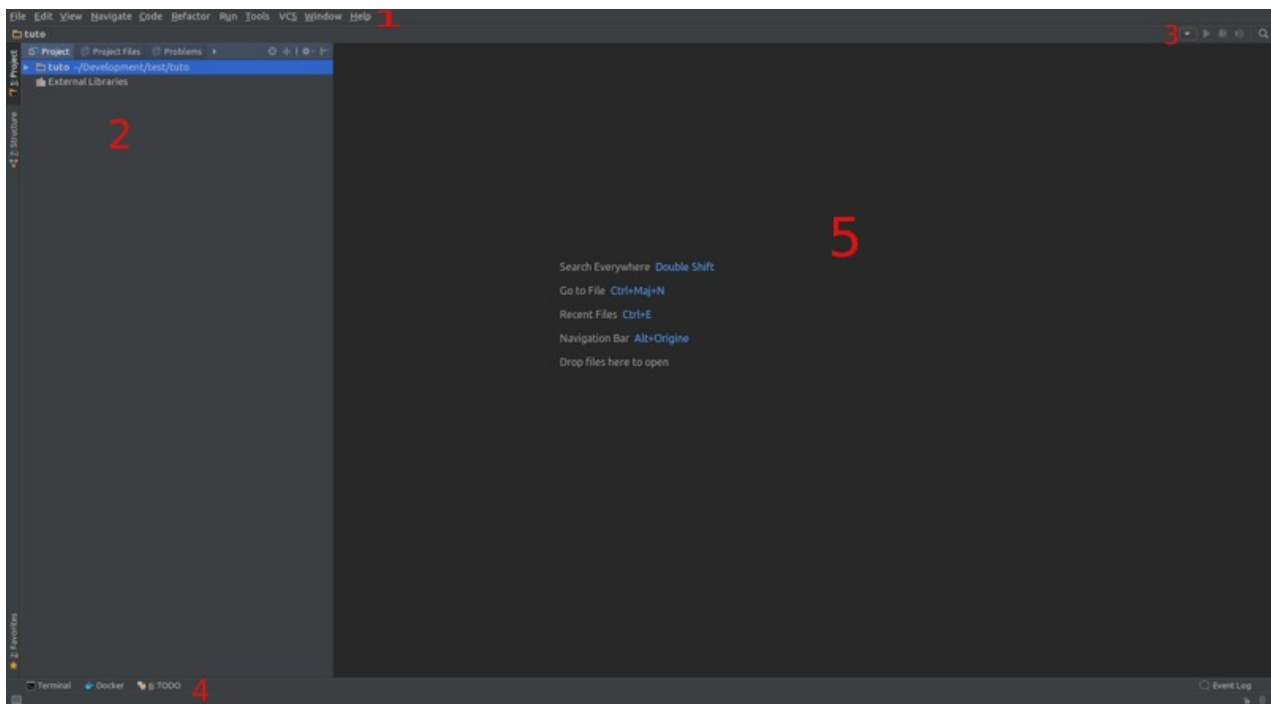 File Edit View Navigate Code Refactor Run Tools VCS Window Help 1
tuto
3
Project Project Files Problems
1: Project
tuto ~/Development/test/tuto
External Libraries
2
7: Structure
5
Search Everywhere Double Shift
Go to File Ctrl+Maj+N
Recent Files Ctrl+E
Navigation Bar Alt+Origine
Drop files here to open
2: Favorites
Terminal Docker 6: TODO 4
Event Log